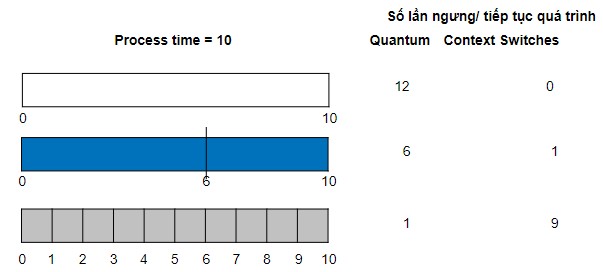 Số lần ngưng/ tiếp tục quá trình
Process time = 10 Quantum Context Switches
12 0
0 10
6 1
0 6 10
1 9
0 1 2 3 4 5 6 7 8 9 10